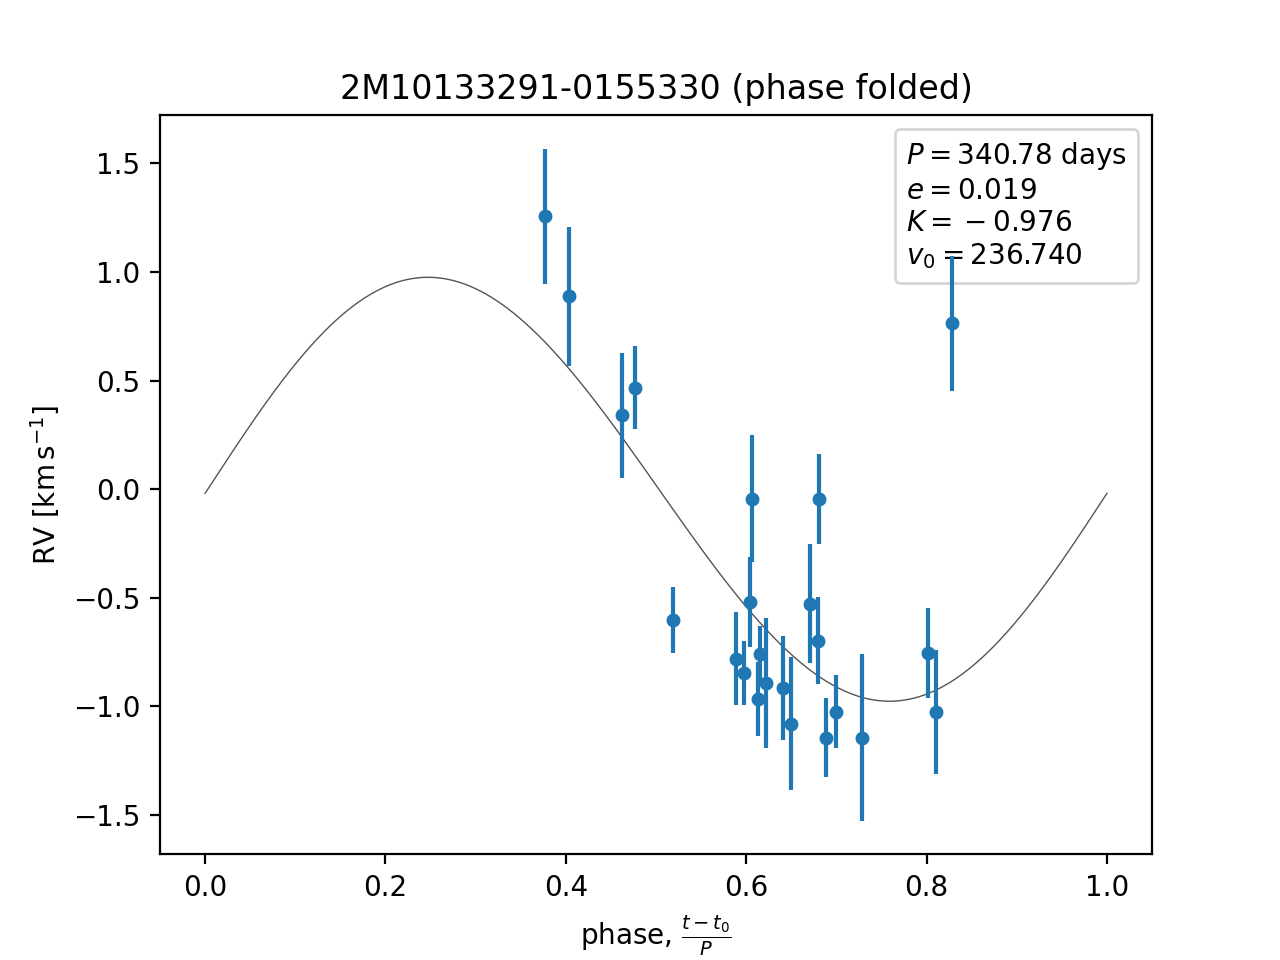 2M10133291-0155330 (phase folded)
P = 340.78 days
e = 0.019
K = − 0.976
v₀ = 236.740
RV [km s⁻¹]
1.5
1.0
0.5
0.0
−0.5
−1.0
−1.5
0.0 0.2 0.4 0.6 0.8 1.0
phase, (t − t₀)/P